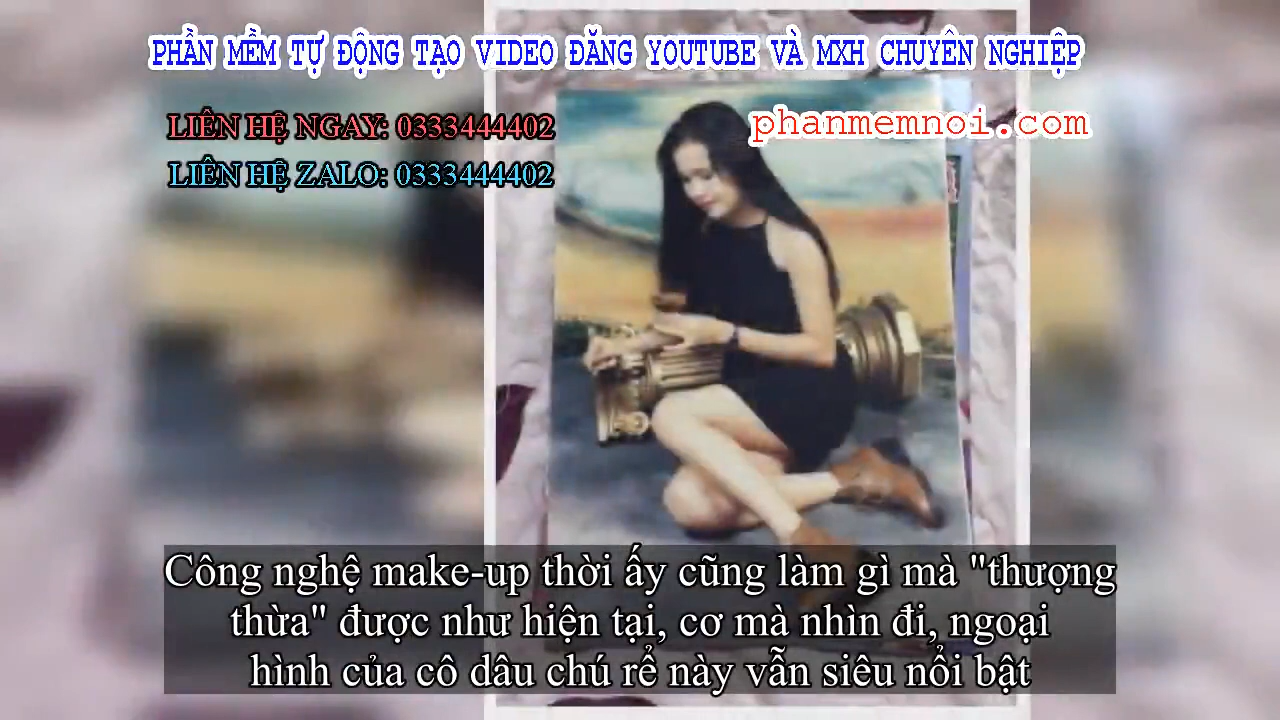 PHẦN MỀM TỰ ĐỘNG TẠO VIDEO ĐĂNG YOUTUBE VÀ MXH CHUYÊN NGHIỆP
LIÊN HỆ NGAY: 0333444402
phanmemnoi.com
LIÊN HỆ ZALO: 0333444402
Công nghệ make-up thời ấy cũng làm gì mà "thượng
thừa" được như hiện tại, cơ mà nhìn đi, ngoại
hình của cô dâu chú rể này vẫn siêu nổi bật